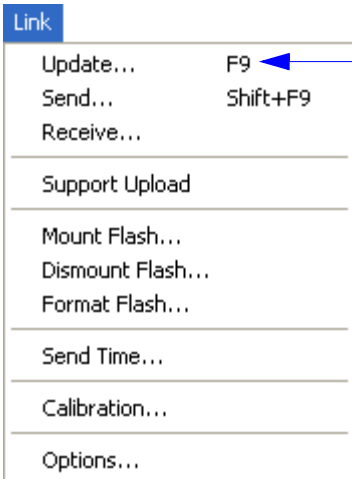 Link
Update... F9
Send... Shift+F9
Receive...
Support Upload
Mount Flash...
Dismount Flash...
Format Flash...
Send Time...
Calibration...
Options...